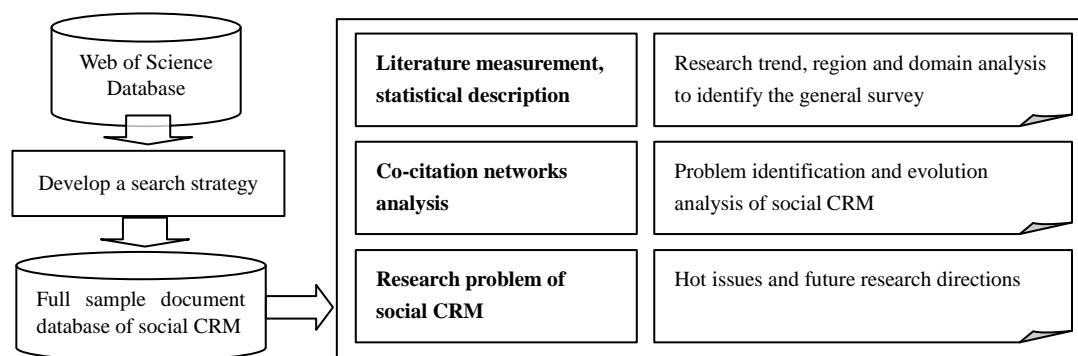 Web of Science
Database
Develop a search strategy
Full sample document
database of social CRM
Literature measurement,
statistical description
Research trend, region and domain analysis
to identify the general survey
Co-citation networks
analysis
Problem identification and evolution
analysis of social CRM
Research problem of
social CRM
Hot issues and future research directions